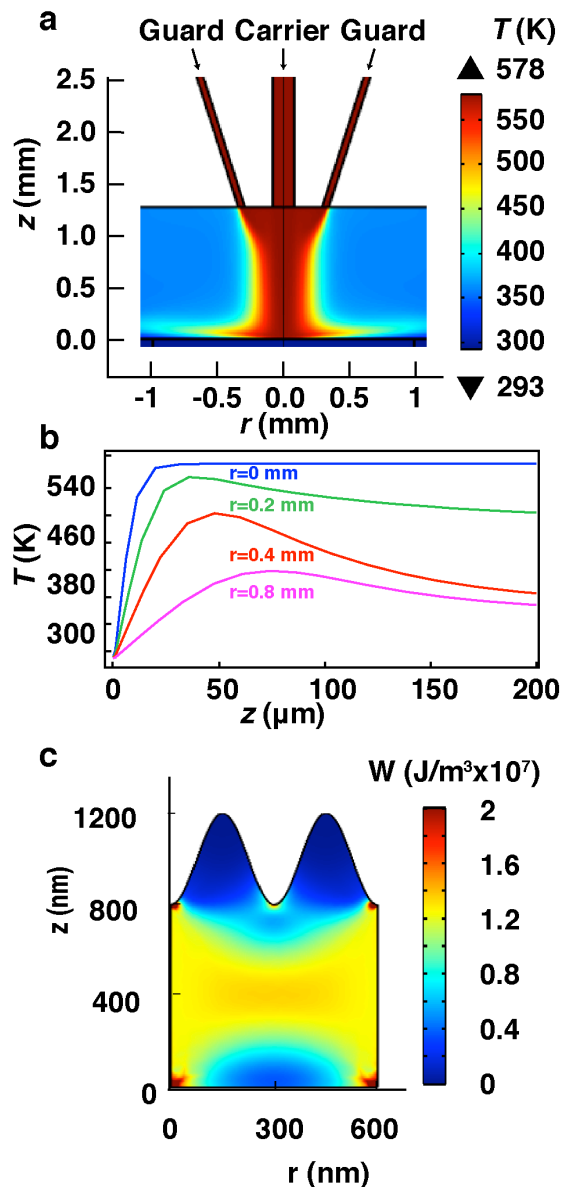 a
Guard Carrier Guard
T (K)
578
550
500
450
400
350
300
293
z (mm)
2.5
2.0
1.5
1.0
0.5
0.0
-1 -0.5 0.0 0.5 1
r (mm)
b
T (K)
540
460
380
300
r=0 mm
r=0.2 mm
r=0.4 mm
r=0.8 mm
0 50 100 150 200
z (µm)
c
W (J/m³x10⁷)
z (nm)
1200
800
400
0
2
1.6
1.2
0.8
0.4
0
0 300 600
r (nm)